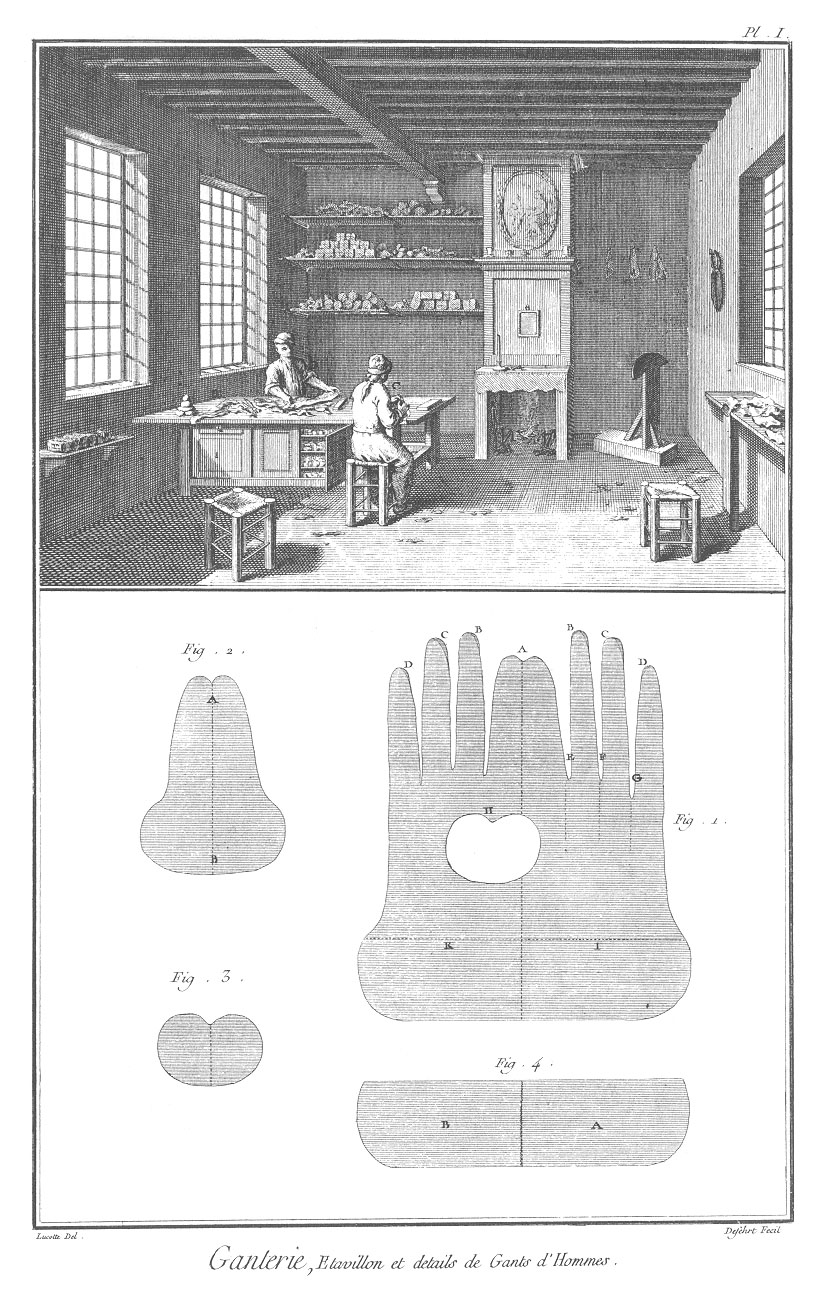 Pl. I.
Fig. 2.
A
B
D
C
B
A
B
C
D
E
F
G
H
Fig. 1.
K
I
Fig. 3.
Fig. 4.
B
A
Lucotte Del.
Defehrt Fecit
Ganterie, Etavillon et details de Gants d'Hommes.